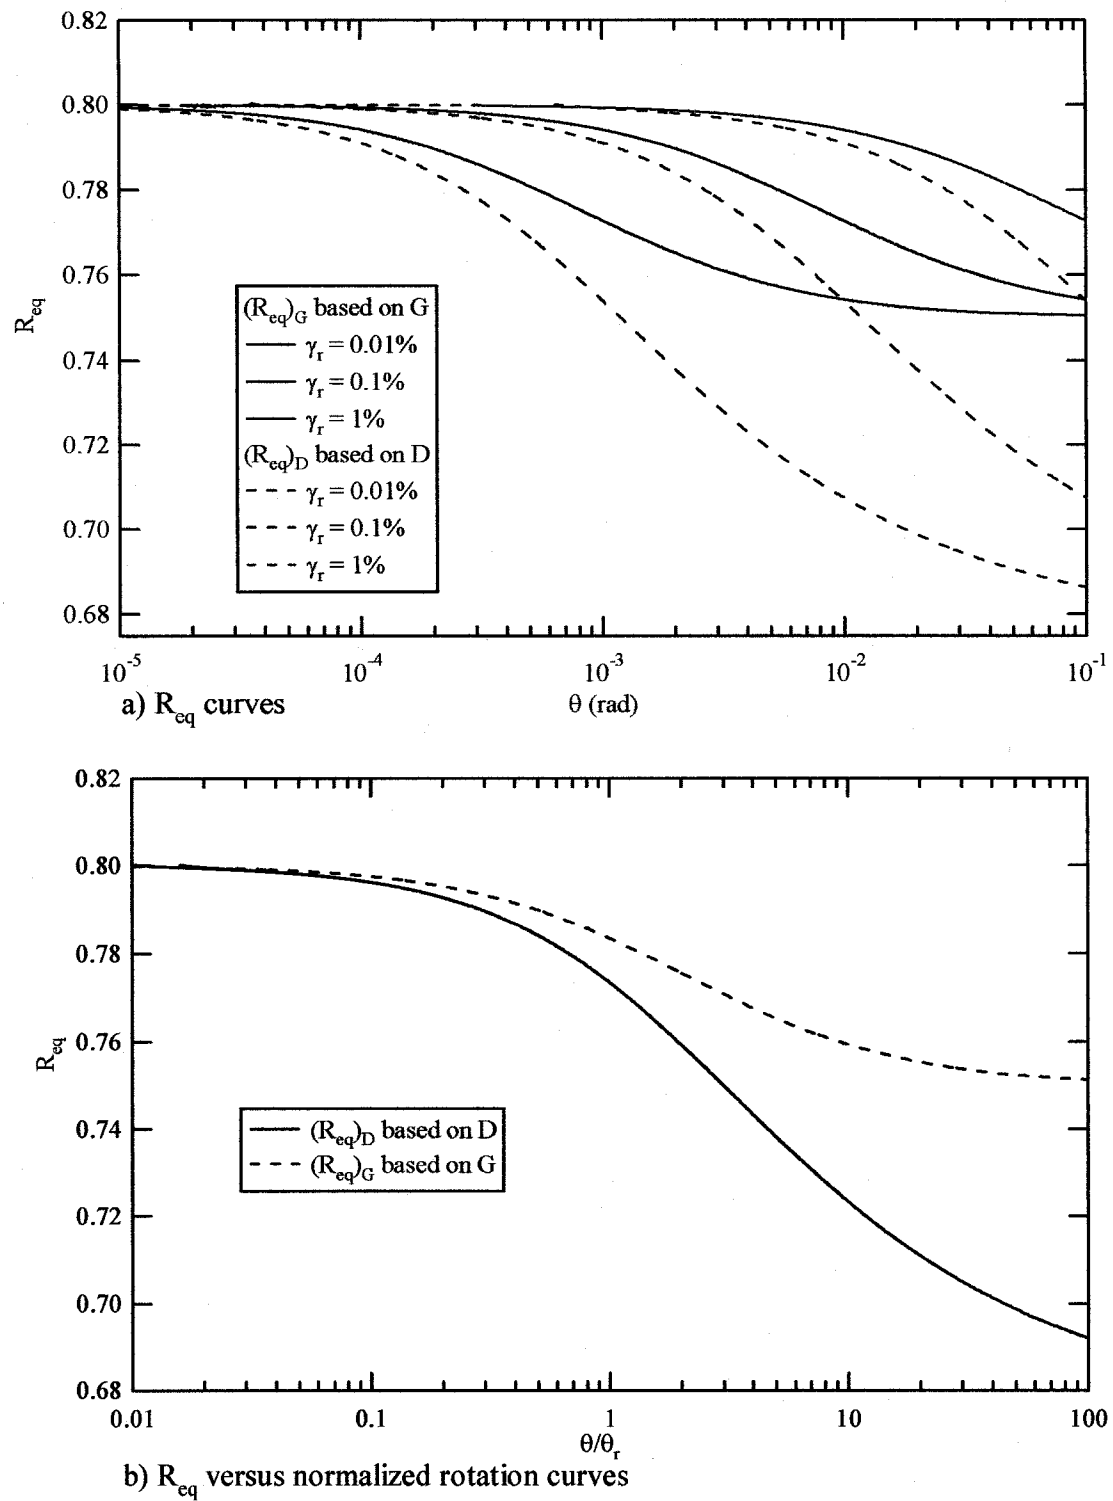 0.82
0.80
0.78
0.76
0.74
0.72
0.70
0.68
R_eq
(R_eq)_G based on G
γ_r = 0.01%
γ_r = 0.1%
γ_r = 1%
(R_eq)_D based on D
γ_r = 0.01%
γ_r = 0.1%
γ_r = 1%
10^-5 10^-4 10^-3 10^-2 10^-1
θ (rad)
a) R_eq curves
0.82
0.80
0.78
0.76
0.74
0.72
0.70
0.68
R_eq
(R_eq)_D based on D
(R_eq)_G based on G
0.01 0.1 1 10 100
θ/θ_r
b) R_eq versus normalized rotation curves